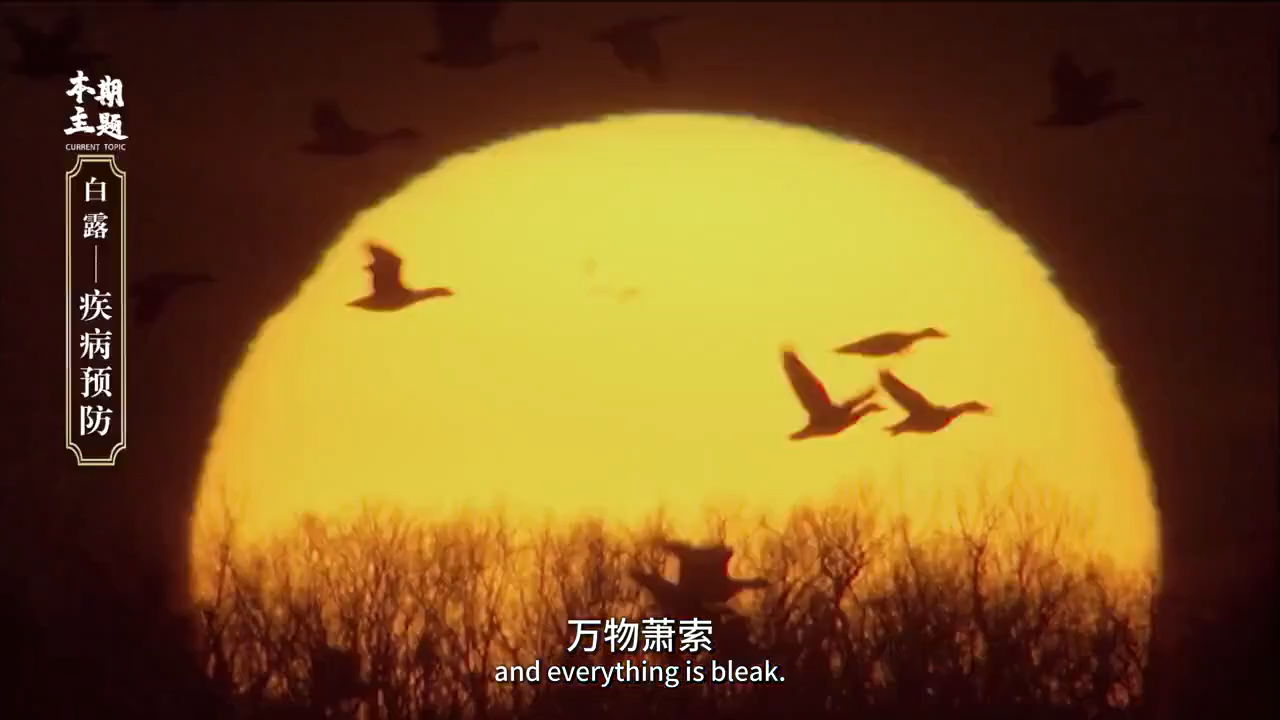 本期
主题
CURRENT TOPIC
白露—疾病预防
万物萧索
and everything is bleak.